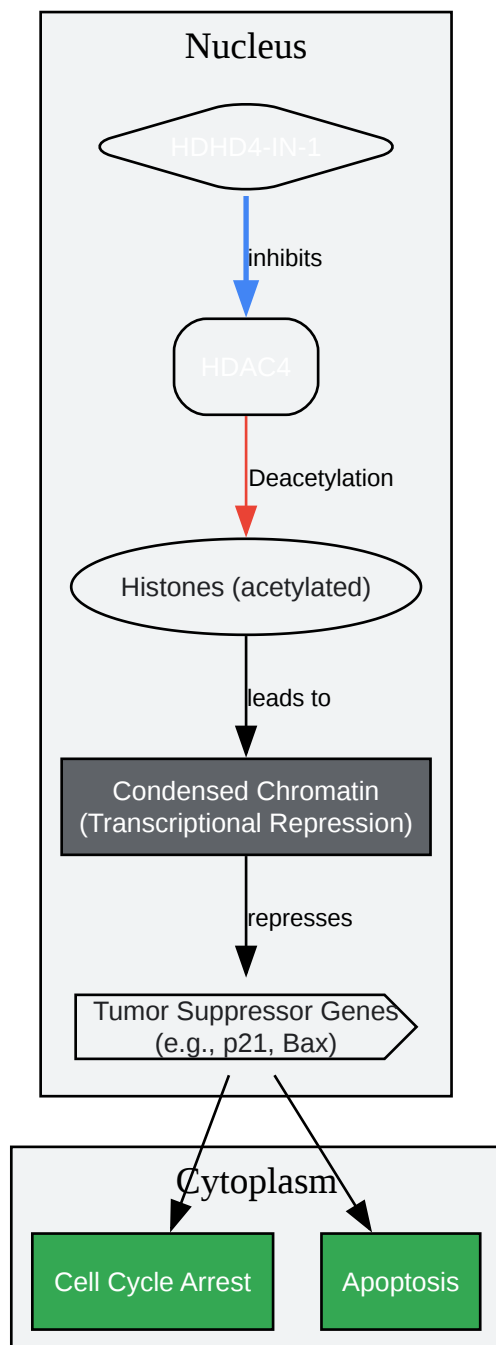 Nucleus
HDHD4-IN-1
inhibits
HDAC4
Deacetylation
Histones (acetylated)
leads to
Condensed Chromatin
(Transcriptional Repression)
represses
Tumor Suppressor Genes
(e.g., p21, Bax)
Cytoplasm
Cell Cycle Arrest
Apoptosis